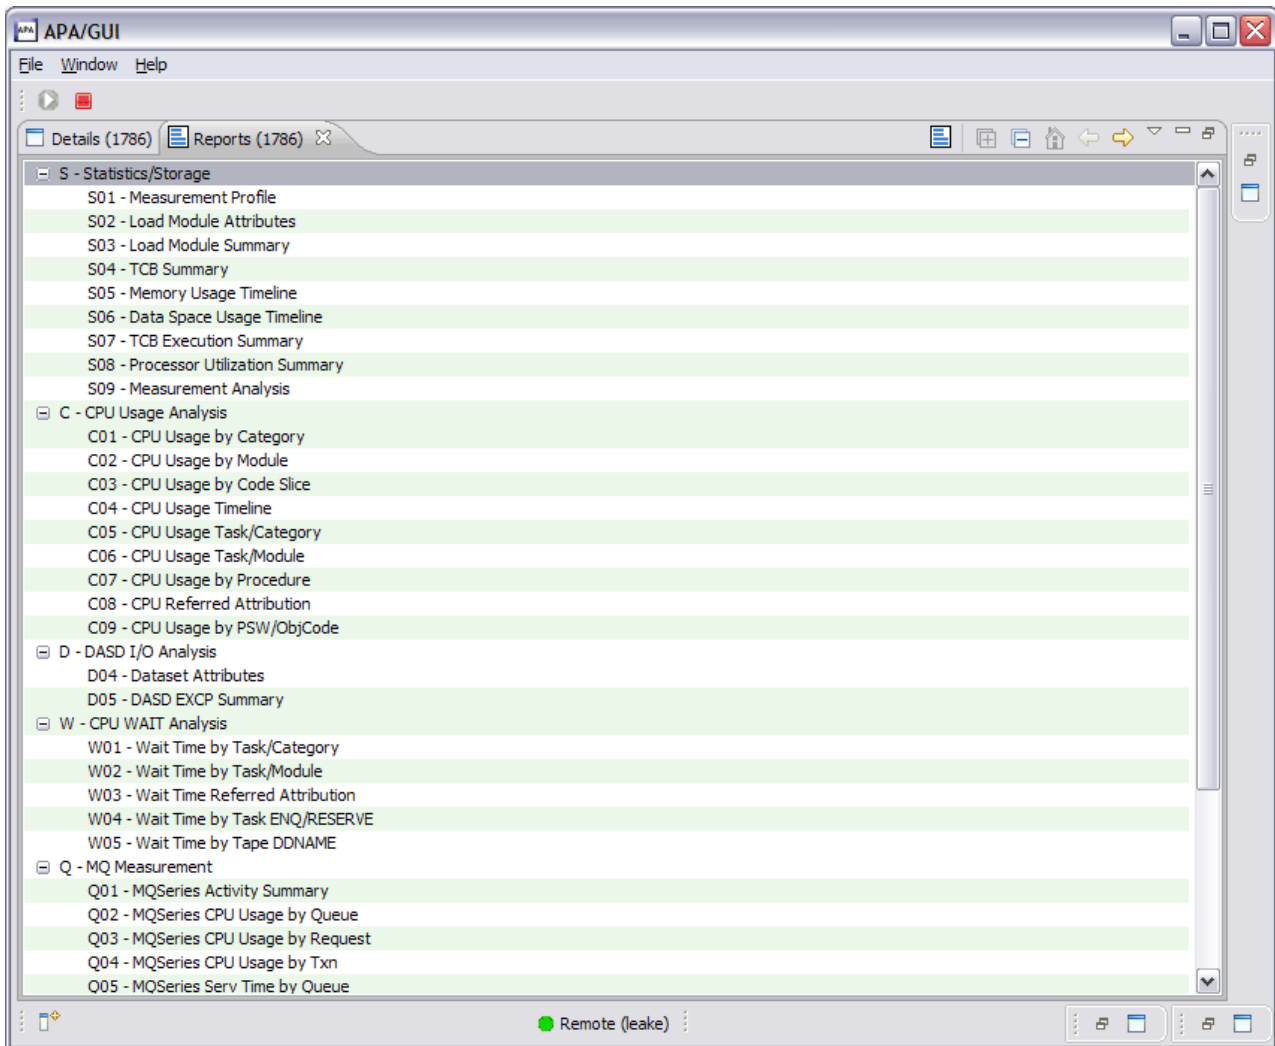 APA APA/GUI
File Window Help
Details (1786) Reports (1786)
S - Statistics/Storage
S01 - Measurement Profile
S02 - Load Module Attributes
S03 - Load Module Summary
S04 - TCB Summary
S05 - Memory Usage Timeline
S06 - Data Space Usage Timeline
S07 - TCB Execution Summary
S08 - Processor Utilization Summary
S09 - Measurement Analysis
C - CPU Usage Analysis
C01 - CPU Usage by Category
C02 - CPU Usage by Module
C03 - CPU Usage by Code Slice
C04 - CPU Usage Timeline
C05 - CPU Usage Task/Category
C06 - CPU Usage Task/Module
C07 - CPU Usage by Procedure
C08 - CPU Referred Attribution
C09 - CPU Usage by PSW/ObjCode
D - DASD I/O Analysis
D04 - Dataset Attributes
D05 - DASD EXCP Summary
W - CPU WAIT Analysis
W01 - Wait Time by Task/Category
W02 - Wait Time by Task/Module
W03 - Wait Time Referred Attribution
W04 - Wait Time by Task ENQ/RESERVE
W05 - Wait Time by Tape DDNAME
Q - MQ Measurement
Q01 - MQSeries Activity Summary
Q02 - MQSeries CPU Usage by Queue
Q03 - MQSeries CPU Usage by Request
Q04 - MQSeries CPU Usage by Txn
Q05 - MQSeries Serv Time by Queue
Remote (leake)